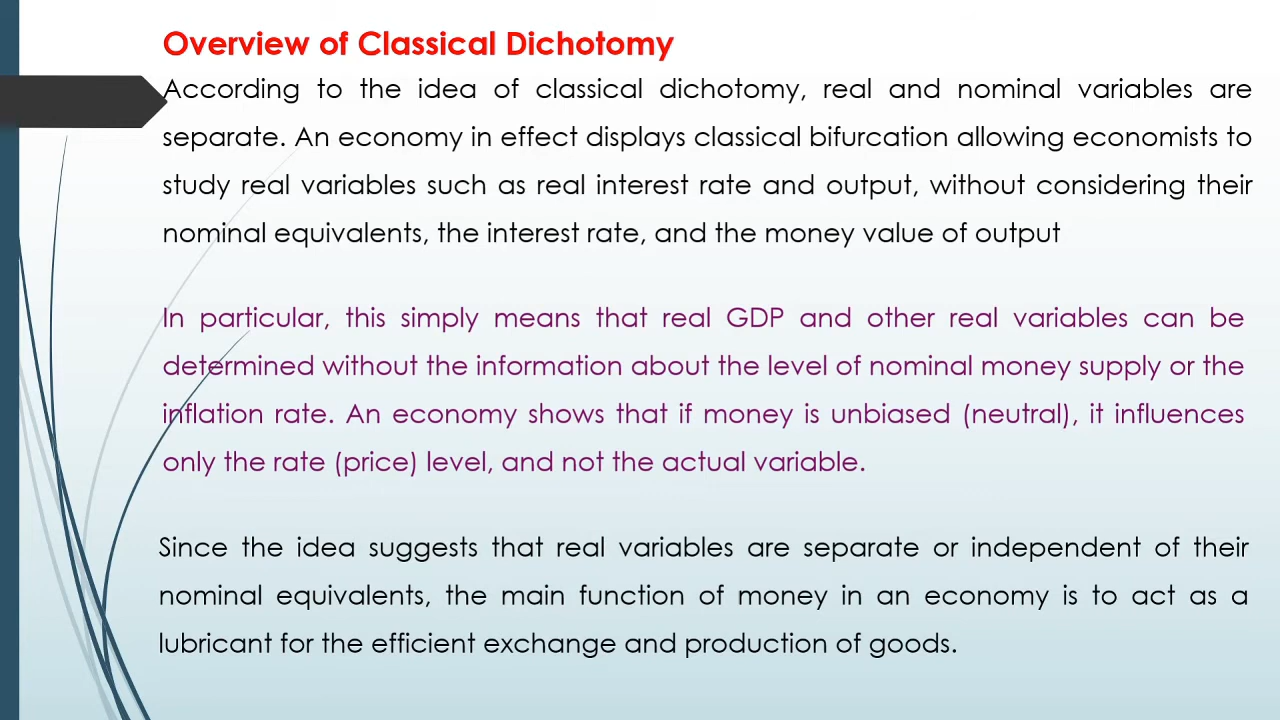 Overview of Classical Dichotomy
According to the idea of classical dichotomy, real and nominal variables are
separate. An economy in effect displays classical bifurcation allowing economists to
study real variables such as real interest rate and output, without considering their
nominal equivalents, the interest rate, and the money value of output
In particular, this simply means that real GDP and other real variables can be
determined without the information about the level of nominal money supply or the
inflation rate. An economy shows that if money is unbiased (neutral), it influences
only the rate (price) level, and not the actual variable.
Since the idea suggests that real variables are separate or independent of their
nominal equivalents, the main function of money in an economy is to act as a
lubricant for the efficient exchange and production of goods.